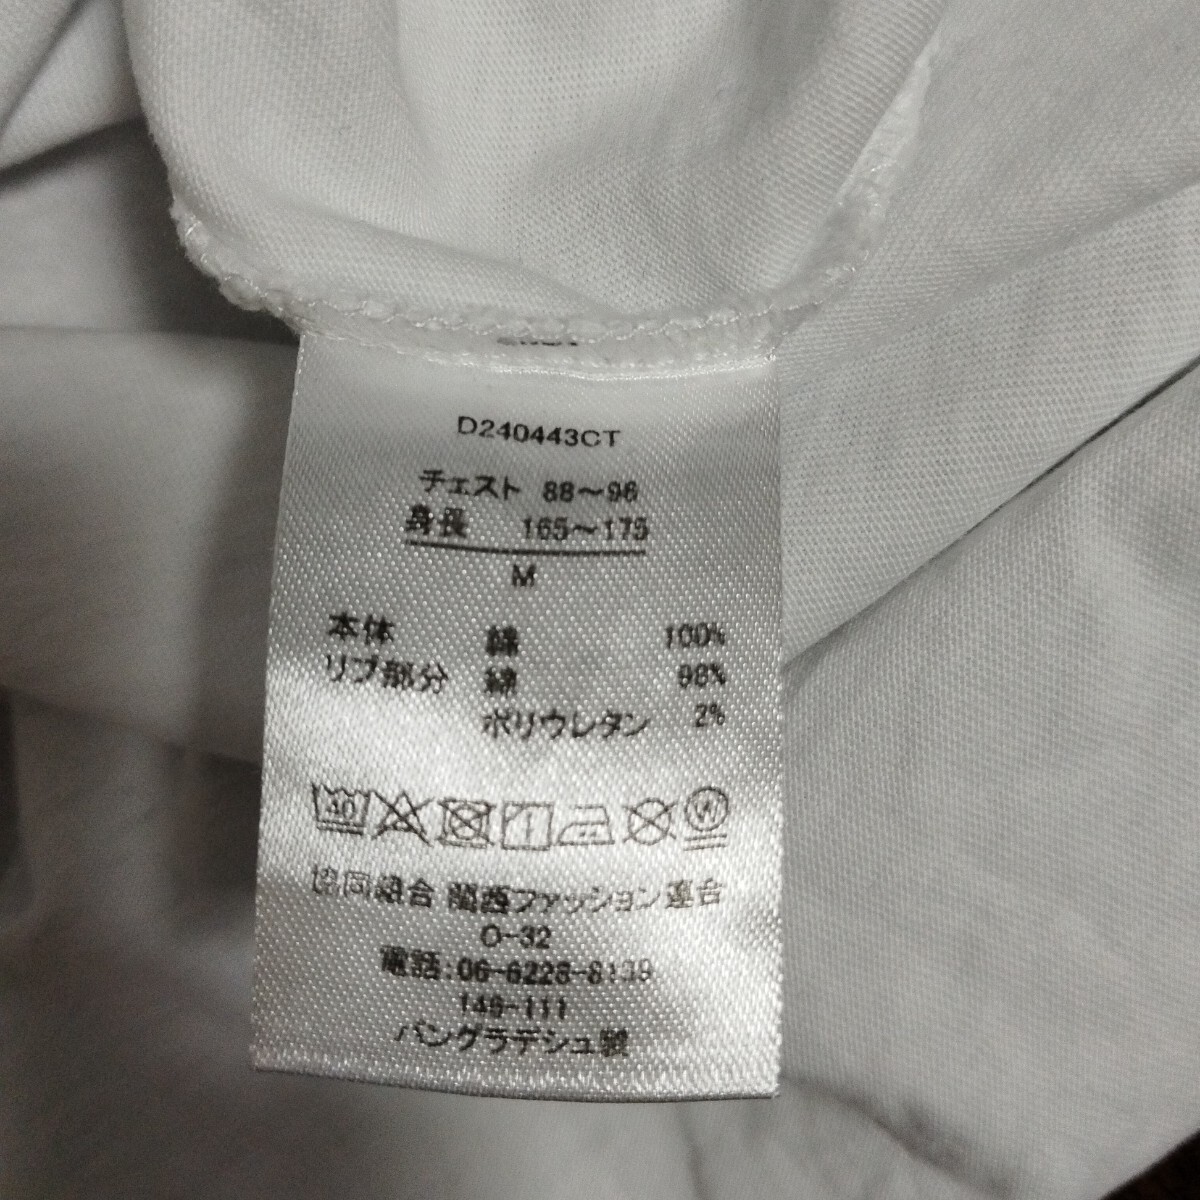 D240443CT
チェスト 88～96
身長 165～175
M
本体 綿 100%
リブ部分 綿 98%
ポリウレタン 2%
40 W
協同組合 関西ファッション連合
O-32
電話:06-6228-8139
146-111
バングラデシュ製